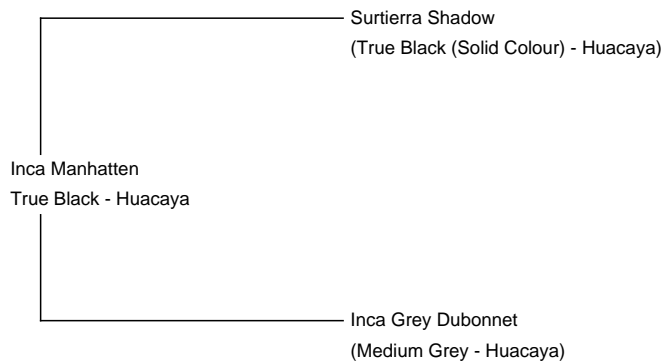 Surtierra Shadow
(True Black (Solid Colour) - Huacaya)
Inca Manhatten
True Black - Huacaya
Inca Grey Dubonnet
(Medium Grey - Huacaya)